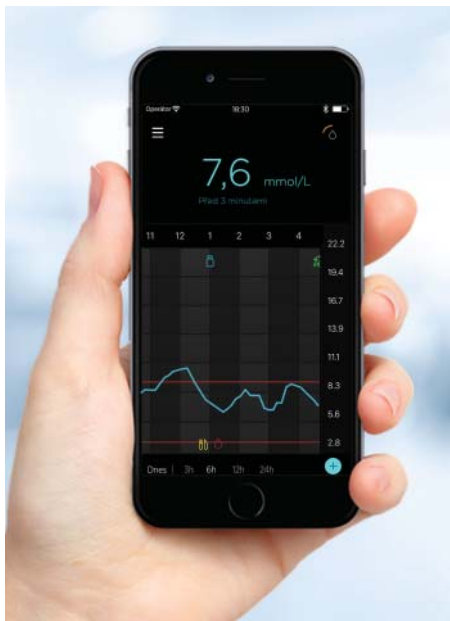 Operátor 18:30
7,6 mmol/L
Před 3 minutami
11 12 1 2 3 4
22.2
19.4
16.7
13.9
11.1
8.3
5.6
2.8
Dnes | 3h 6h 12h 24h